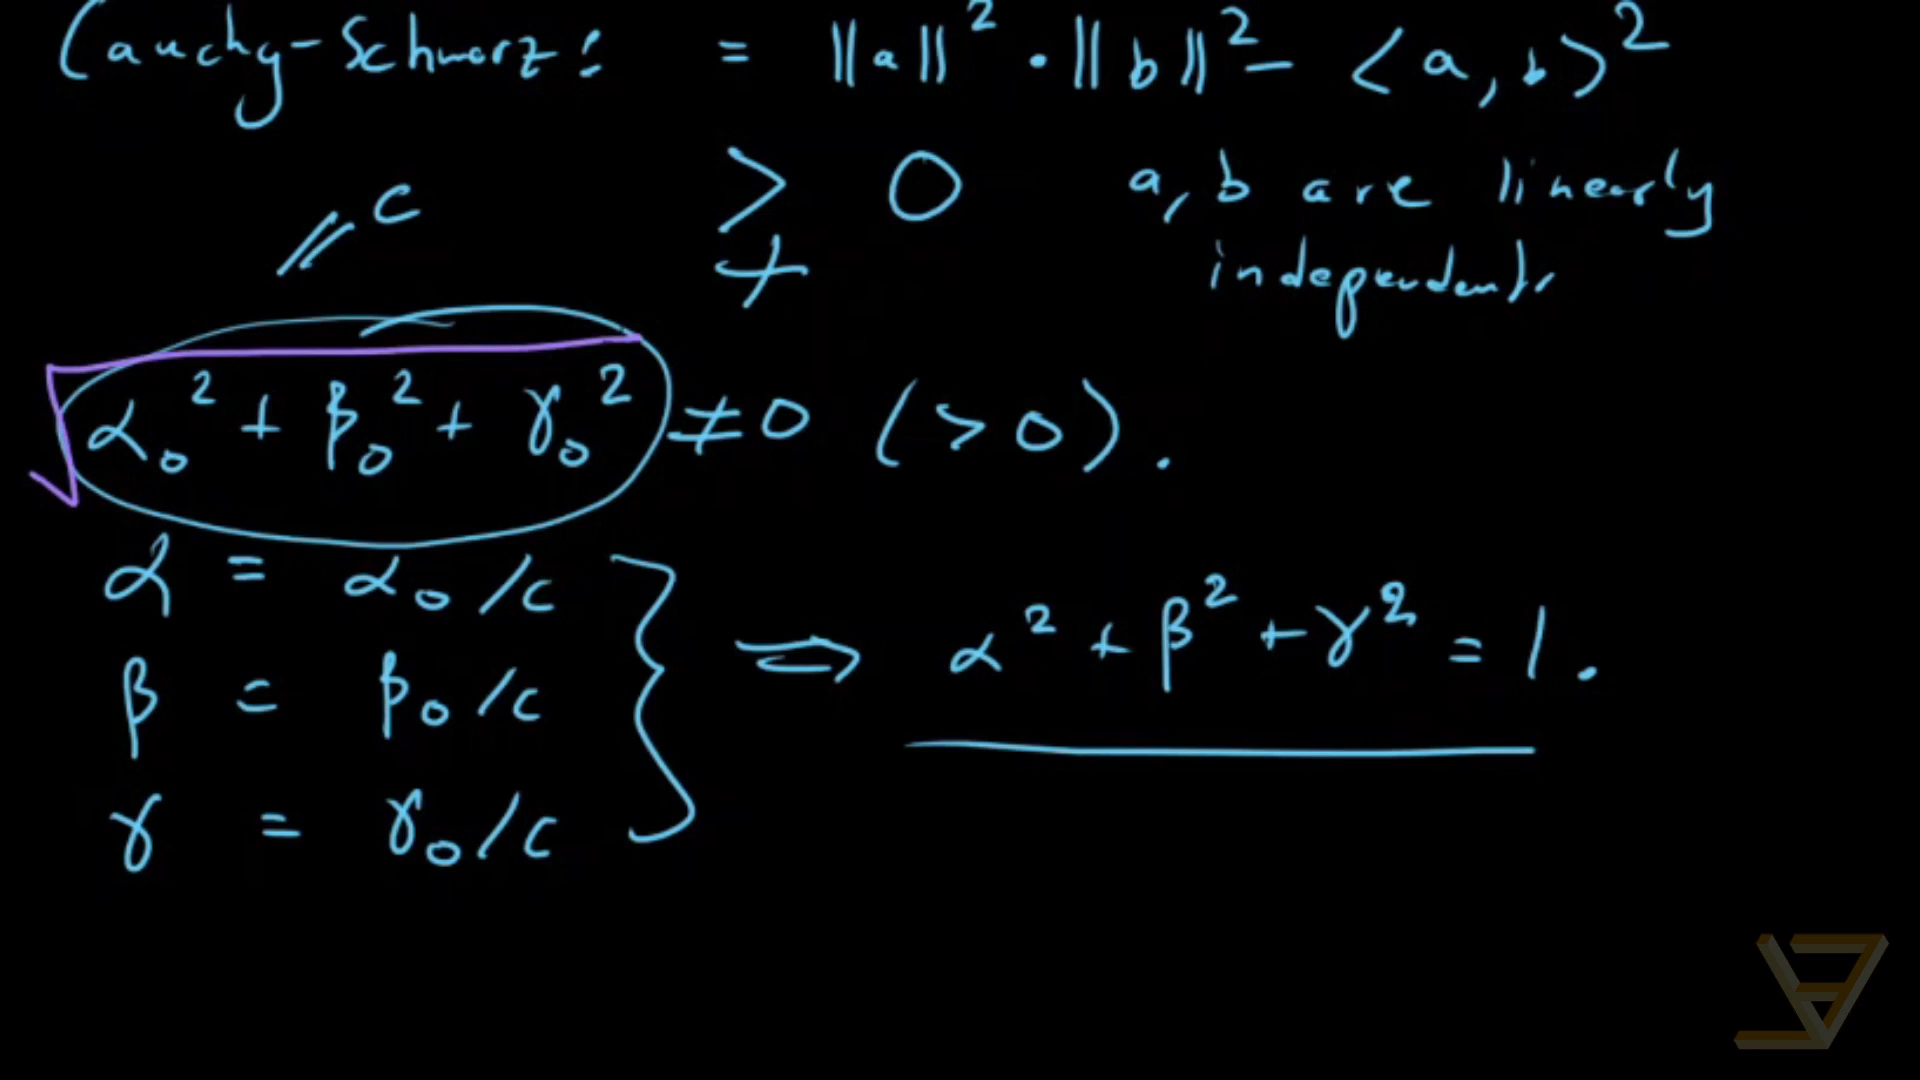 Cauchy-Schwarz: = ||a||² · ||b||² - ⟨a, b⟩²
> 0 a, b are linearly
≠ independent.
// c
√(α₀² + β₀² + γ₀²) ≠ 0 (> 0).
α = α₀/c
β = β₀/c ⇒ α² + β² + γ² = 1.
γ = γ₀/c